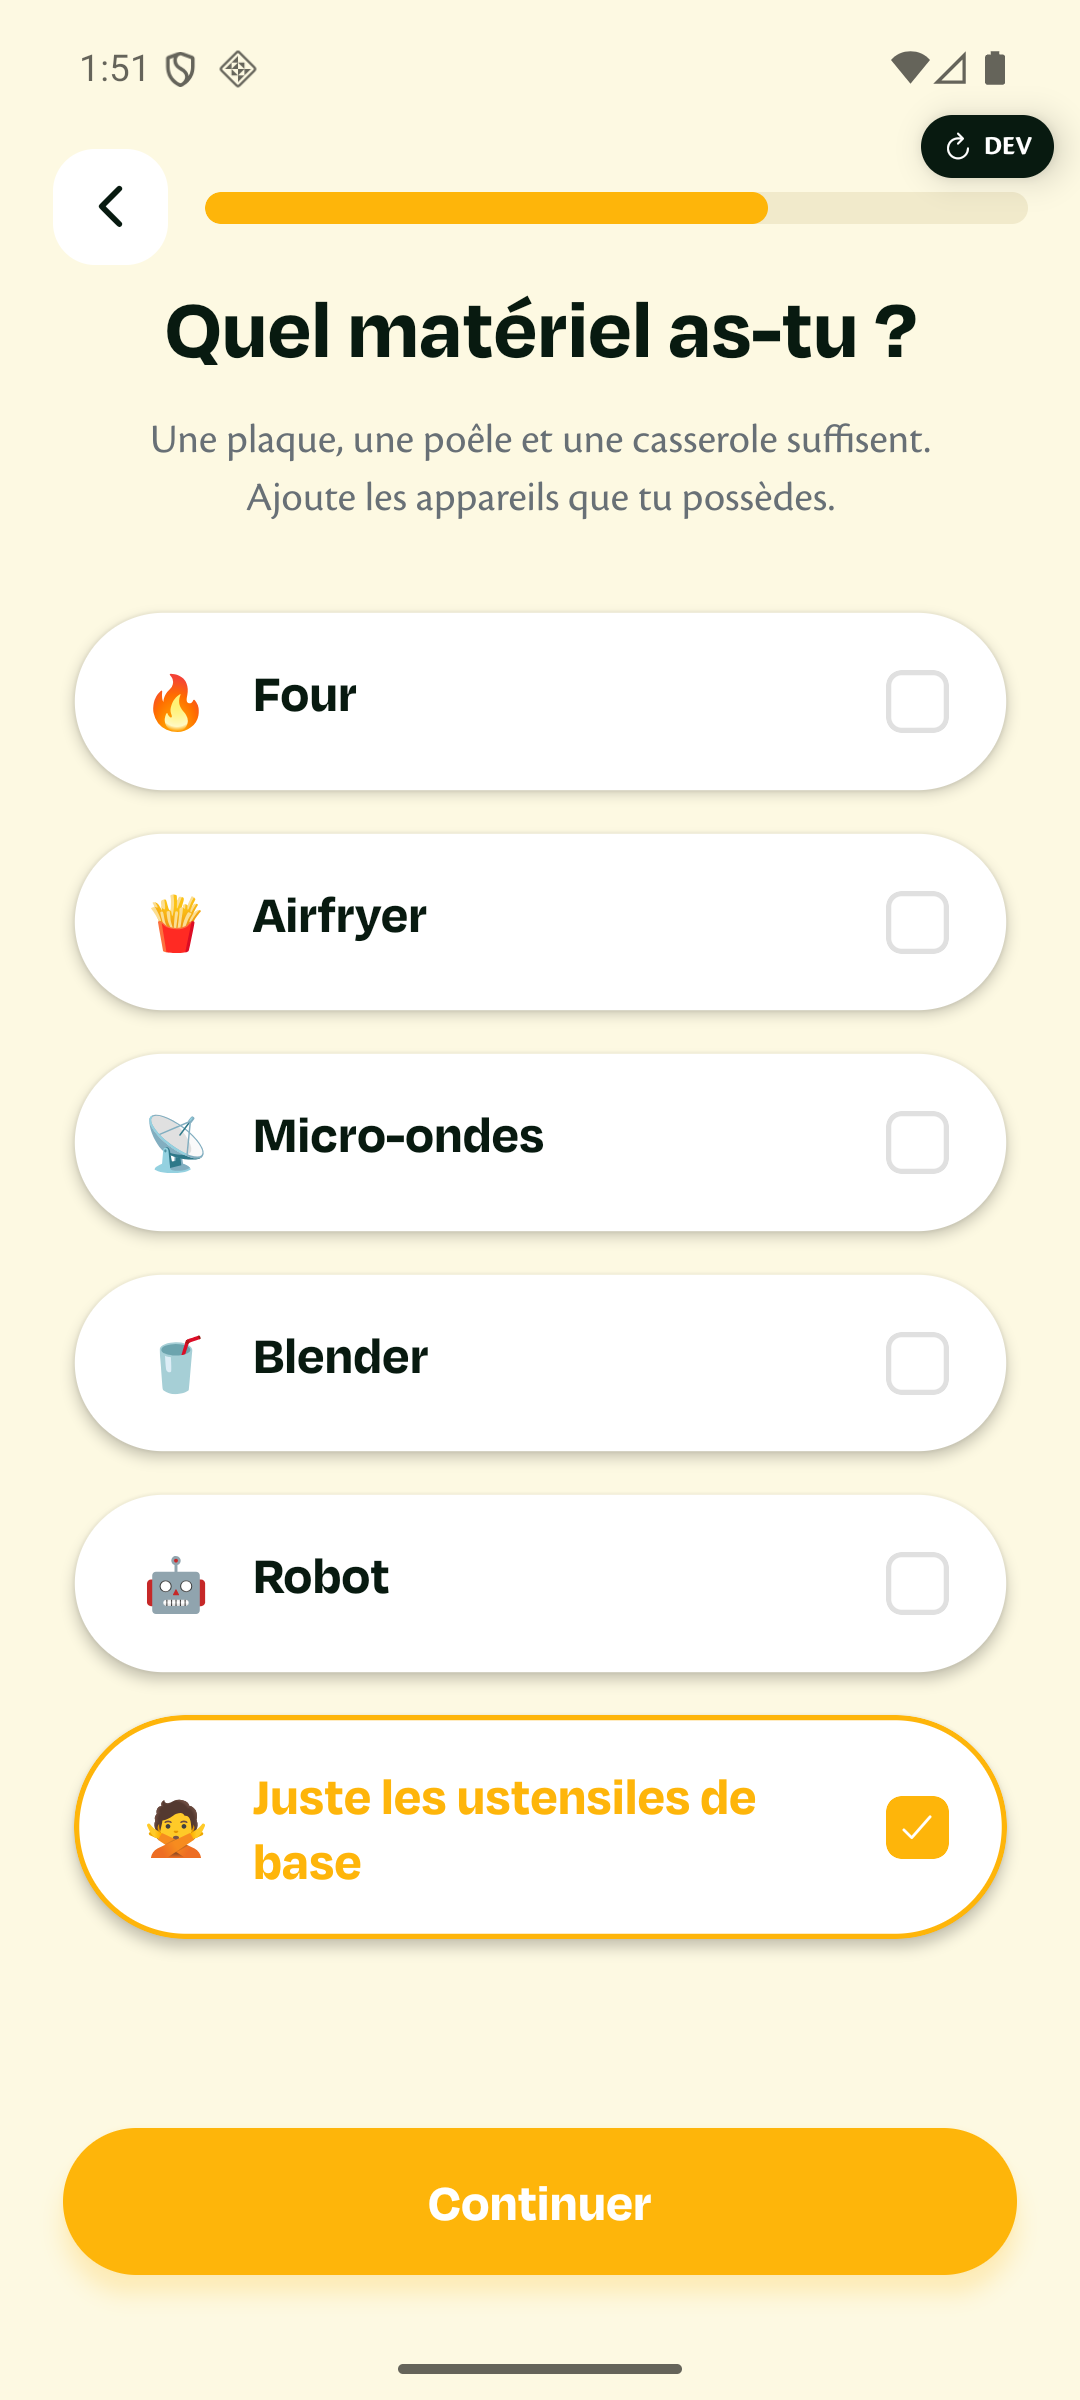 1:51
DEV
Quel matériel as-tu ?
Une plaque, une poêle et une casserole suffisent.
Ajoute les appareils que tu possèdes.
Four
Airfryer
Micro-ondes
Blender
Robot
Juste les ustensiles de
base
Continuer